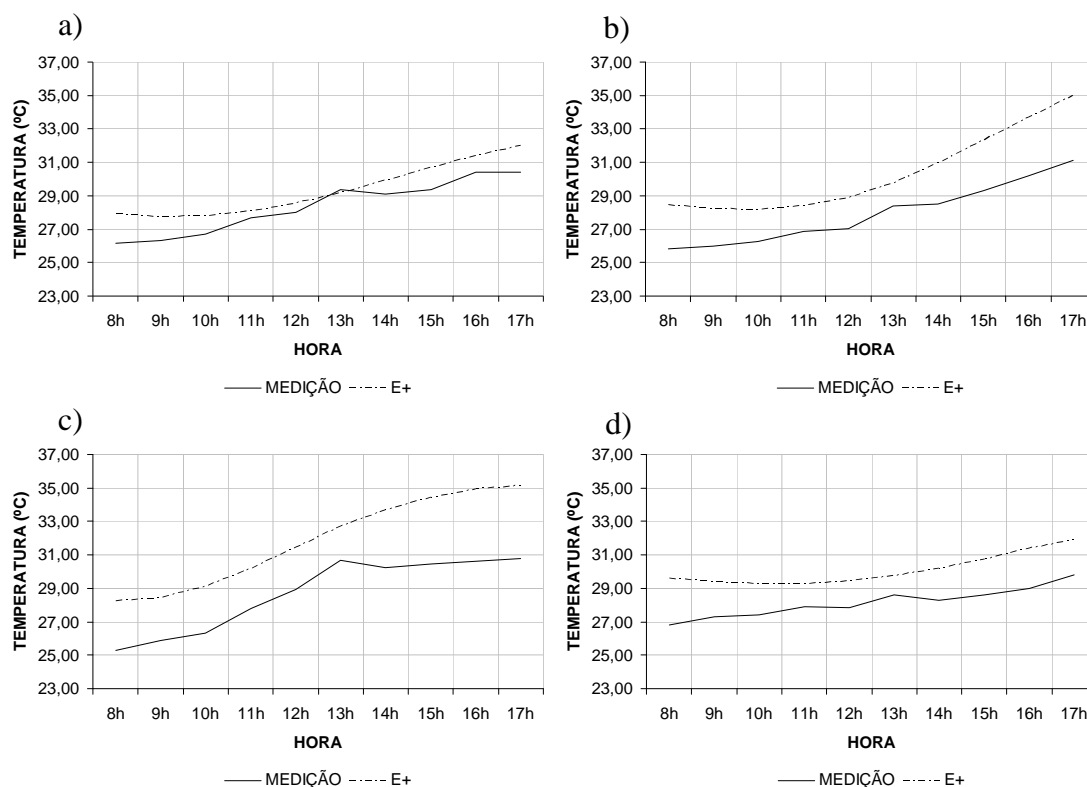 a)
37,00
35,00
33,00
31,00
29,00
27,00
25,00
23,00
TEMPERATURA (ºC)
8h 9h 10h 11h 12h 13h 14h 15h 16h 17h
HORA
MEDIÇÃO E+
b)
37,00
35,00
33,00
31,00
29,00
27,00
25,00
23,00
TEMPERATURA (ºC)
8h 9h 10h 11h 12h 13h 14h 15h 16h 17h
HORA
MEDIÇÃO E+
c)
37,00
35,00
33,00
31,00
29,00
27,00
25,00
23,00
TEMPERATURA (ºC)
8h 9h 10h 11h 12h 13h 14h 15h 16h 17h
HORA
MEDIÇÃO E+
d)
37,00
35,00
33,00
31,00
29,00
27,00
25,00
23,00
TEMPERATURA (ºC)
8h 9h 10h 11h 12h 13h 14h 15h 16h 17h
HORA
MEDIÇÃO E+